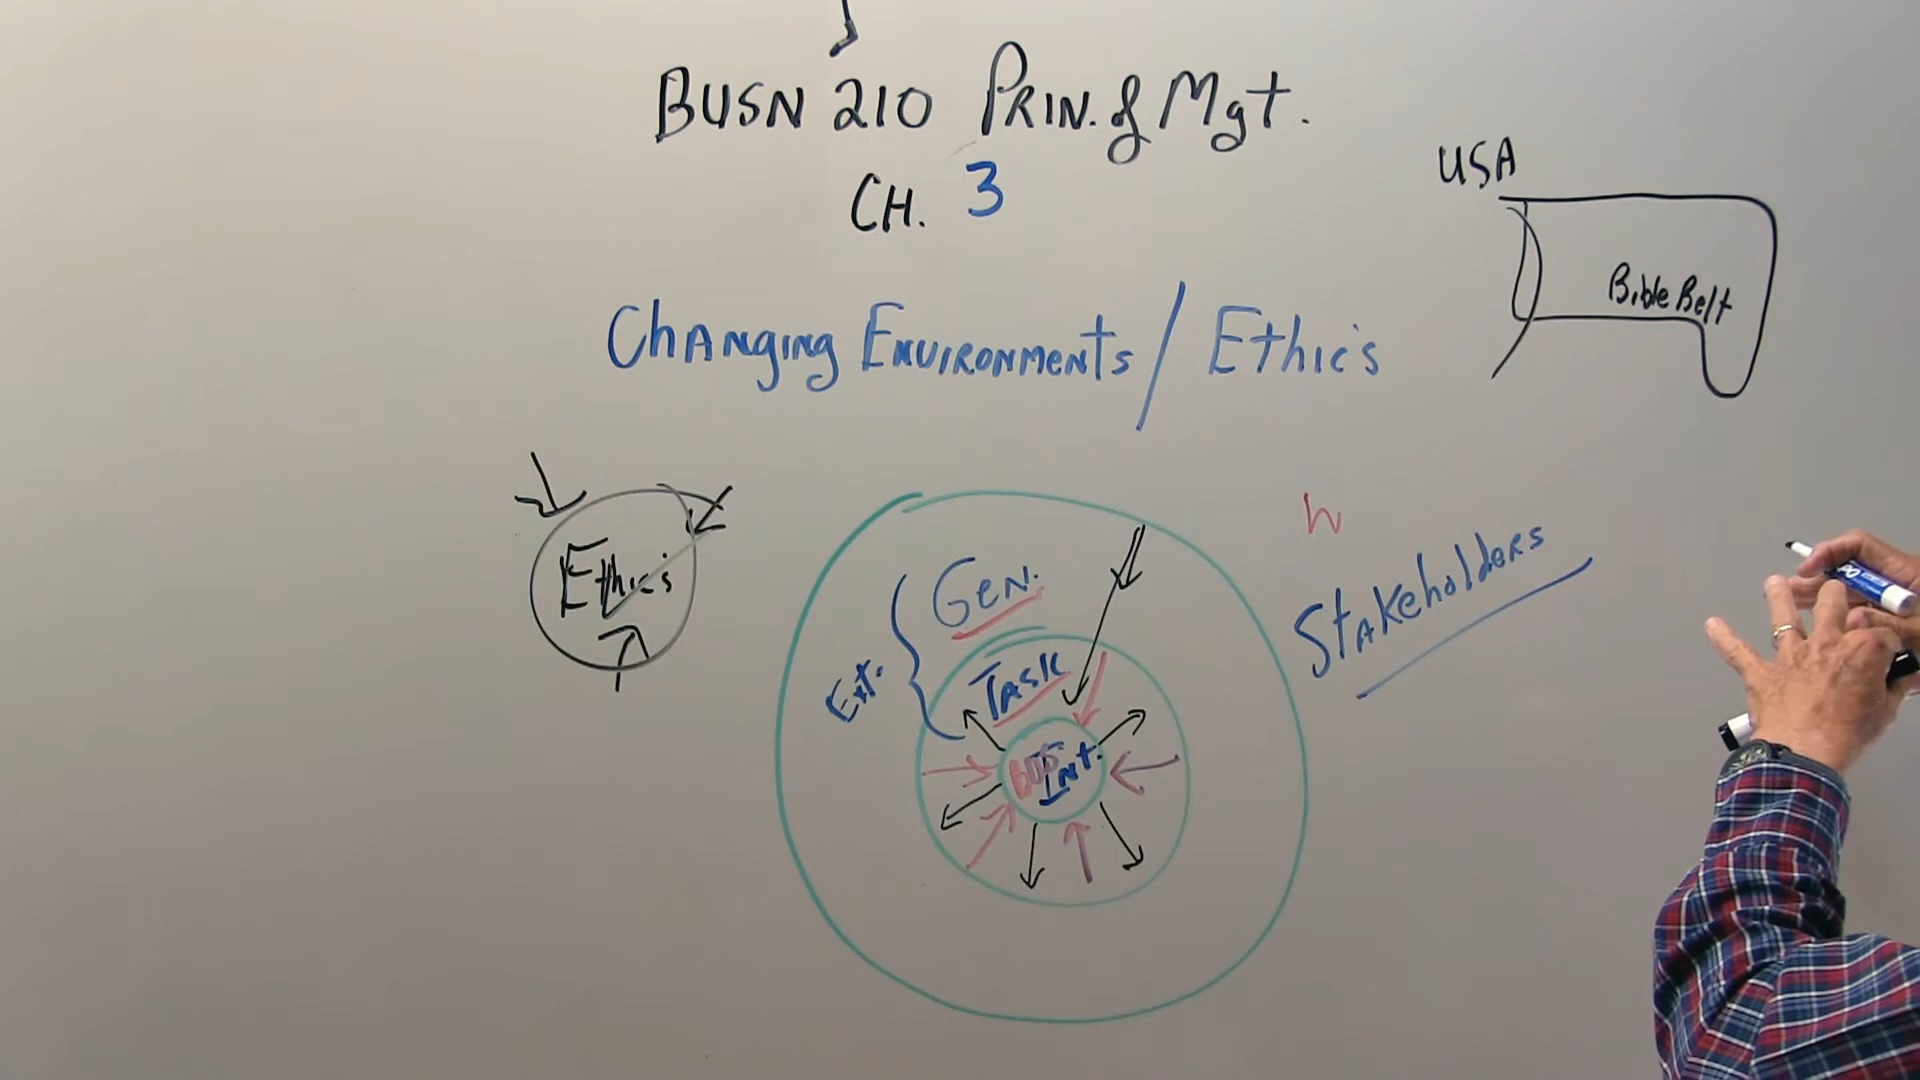 BUSN 210 PRIN. of Mgt.
CH. 3
USA
Bible Belt
Changing Environments / Ethics
Ethics
Gen.
Ext.
Task
BUS
Int.
h
Stakeholders